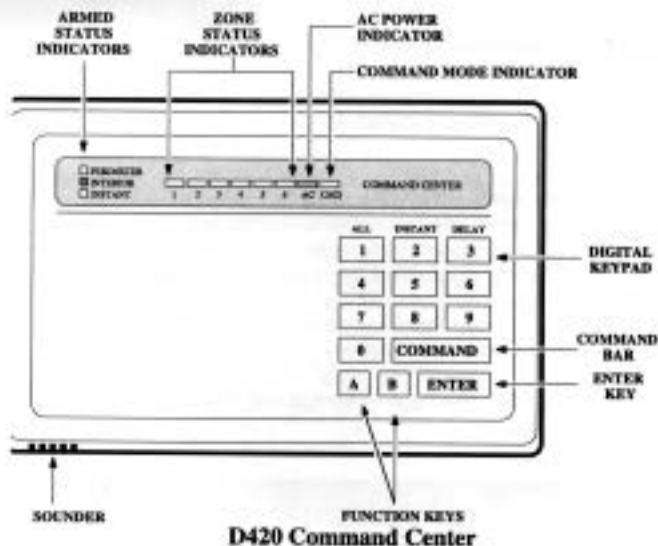 ARMED
STATUS
INDICATORS
ZONE
STATUS
INDICATORS
AC POWER
INDICATOR
COMMAND MODE INDICATOR
PERIMETER
INTERIOR
INSTANT
1 2 3 4 5 6 AC CMD
COMMAND CENTER
ALL INSTANT DELAY
1 2 3
4 5 6
7 8 9
0 COMMAND
A B ENTER
DIGITAL
KEYPAD
COMMAND
BAR
ENTER
KEY
SOUNDER
FUNCTION KEYS
D420 Command Center